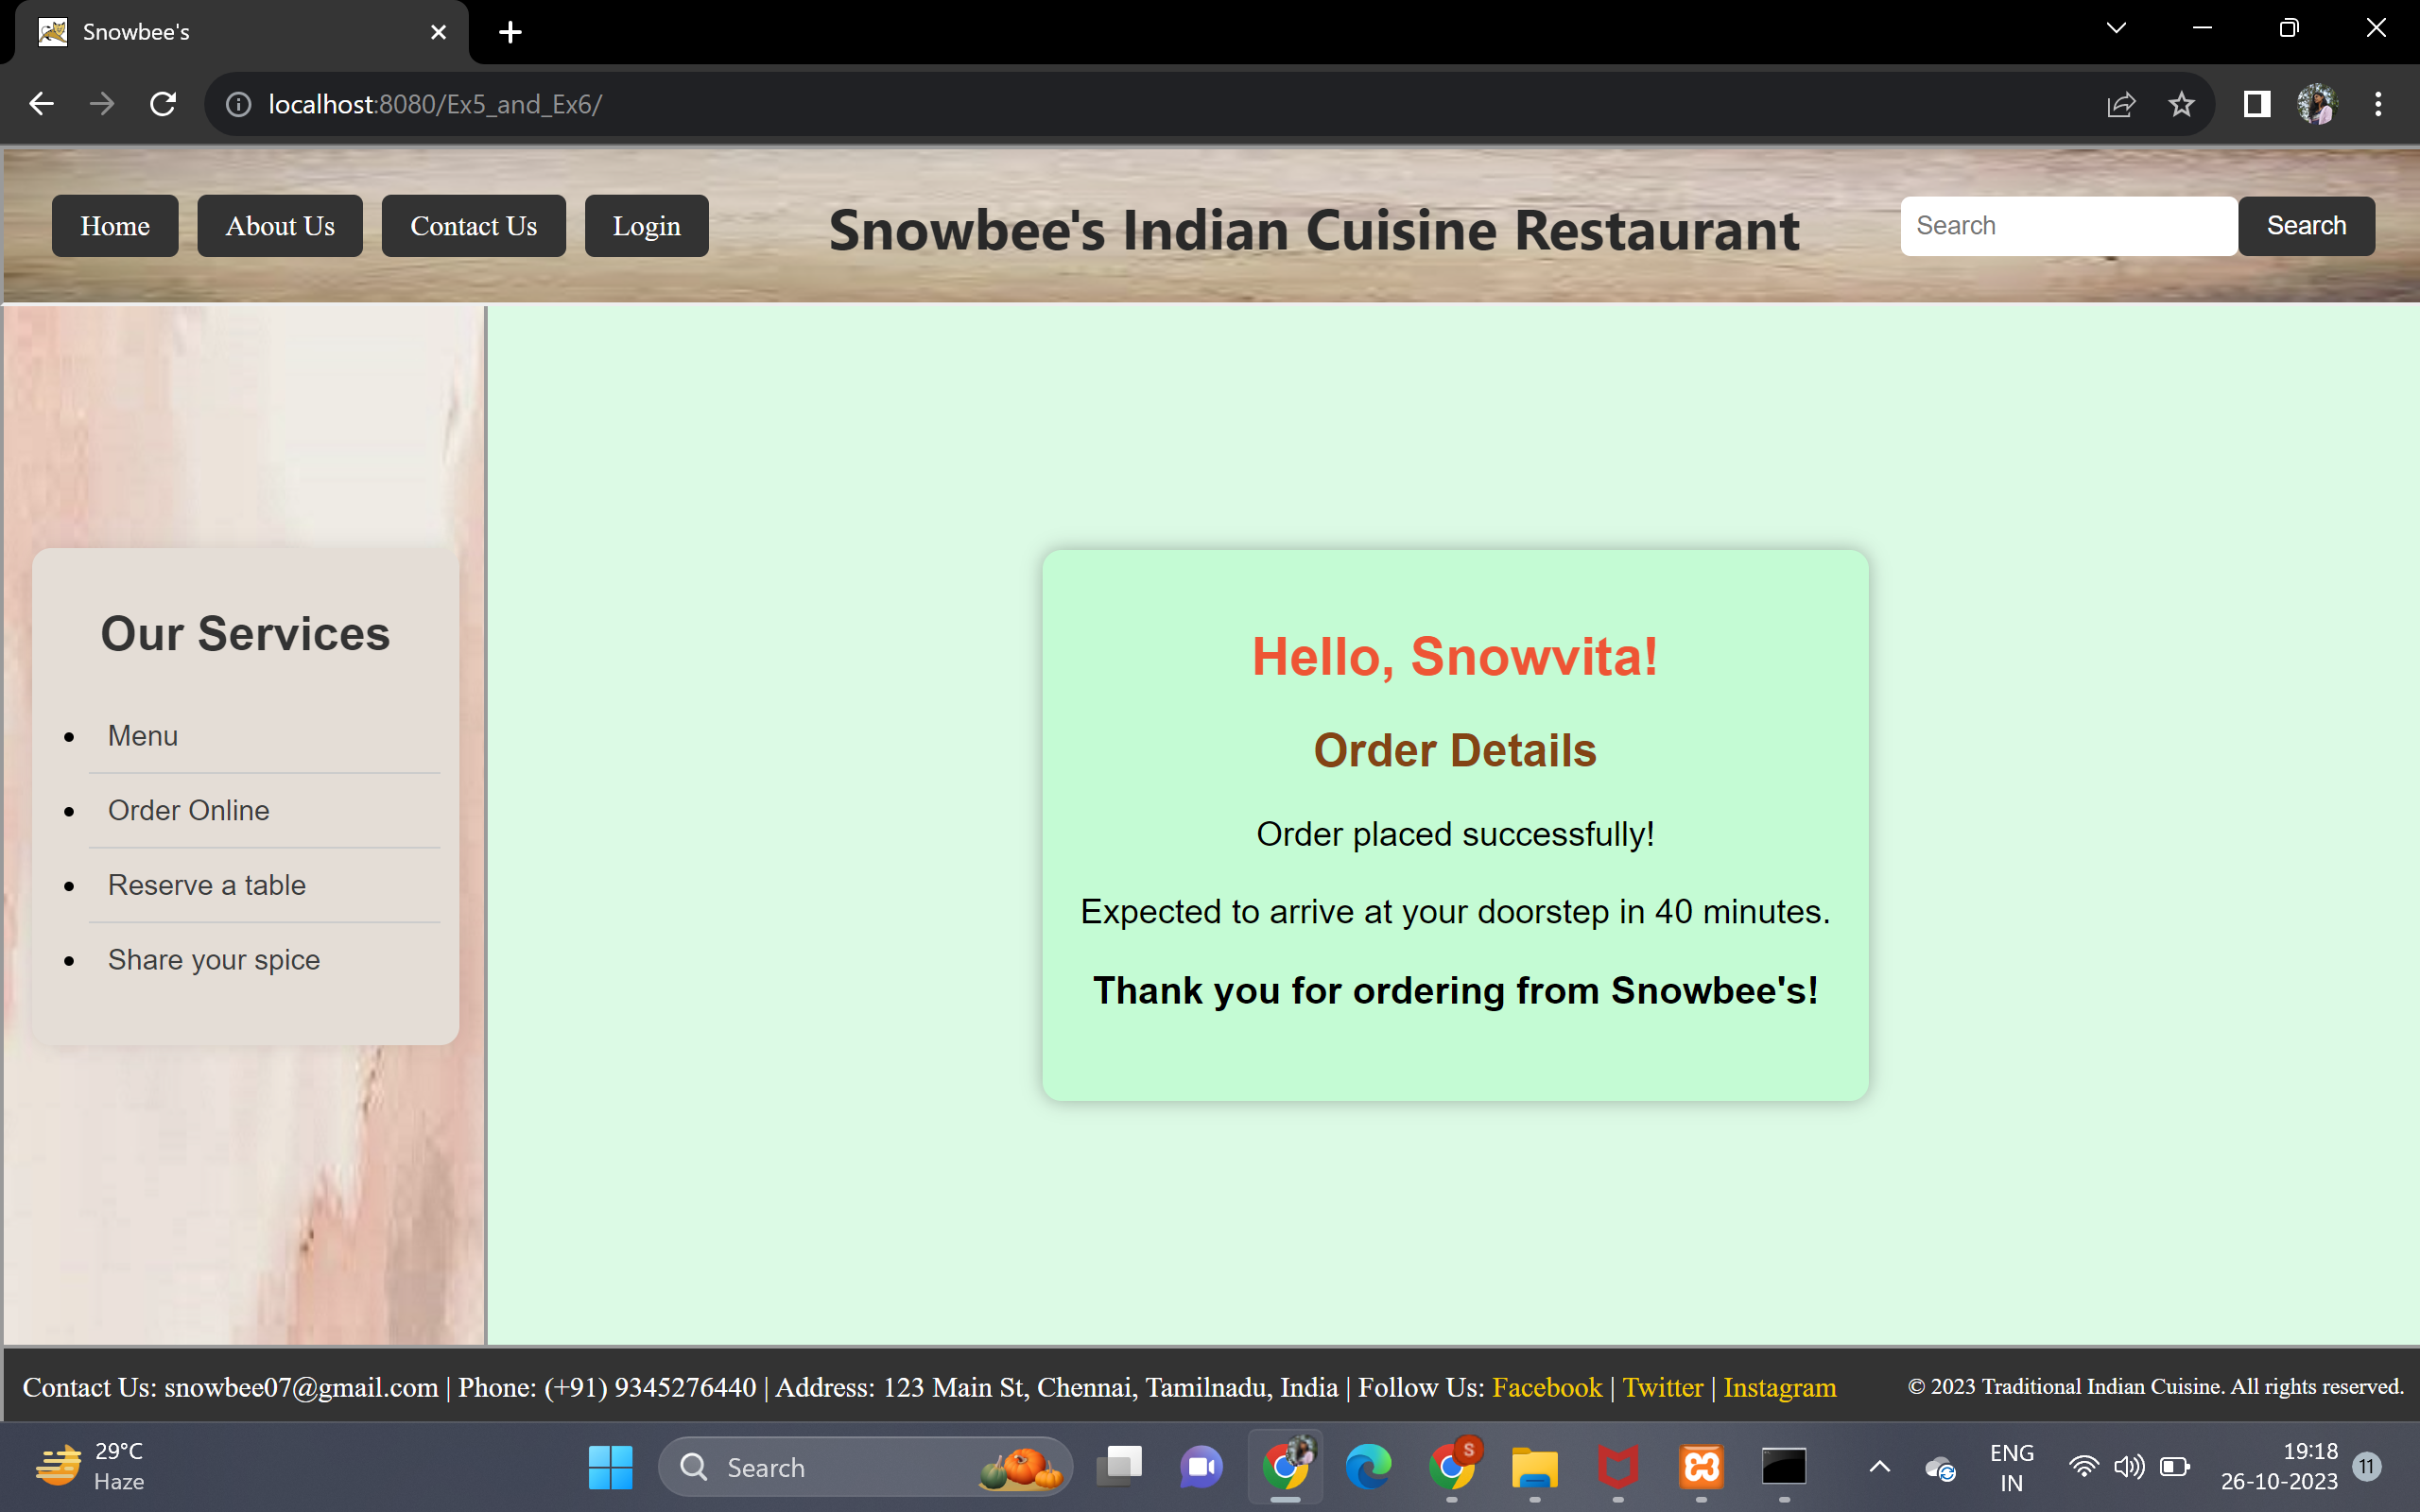 Snowbee's
localhost:8080/Ex5_and_Ex6/
Home About Us Contact Us Login Snowbee's Indian Cuisine Restaurant Search Search
Our Services
Menu
Order Online
Reserve a table
Share your spice
Hello, Snowvita!
Order Details
Order placed successfully!
Expected to arrive at your doorstep in 40 minutes.
Thank you for ordering from Snowbee's!
Contact Us: snowbee07@gmail.com | Phone: (+91) 9345276440 | Address: 123 Main St, Chennai, Tamilnadu, India | Follow Us: Facebook | Twitter | Instagram © 2023 Traditional Indian Cuisine. All rights reserved.
29°C
Haze
Search
S
ENG
IN
19:18
26-10-2023
11